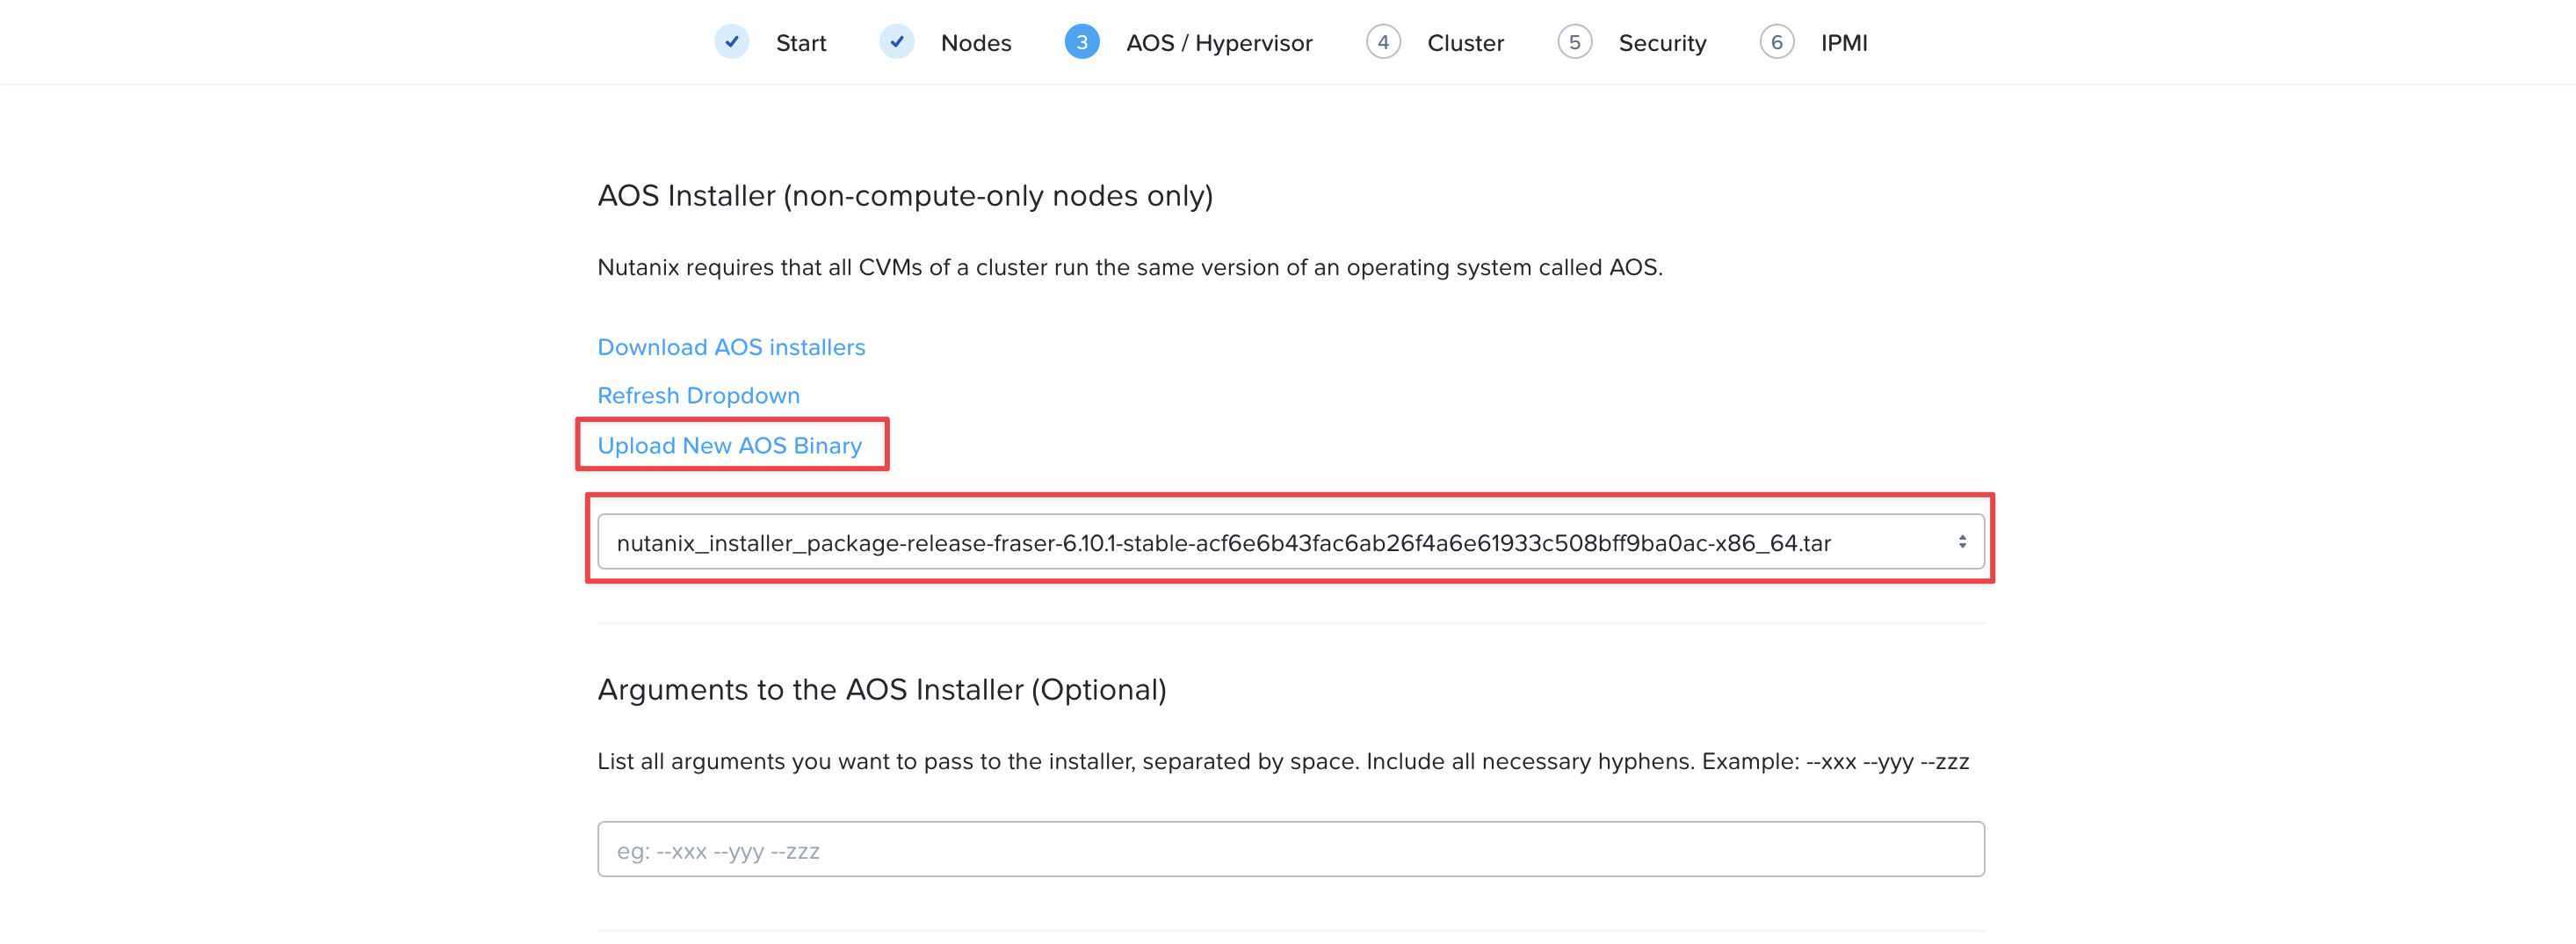 Start Nodes 3 AOS / Hypervisor 4 Cluster 5 Security 6 IPMI
AOS Installer (non-compute-only nodes only)
Nutanix requires that all CVMs of a cluster run the same version of an operating system called AOS.
Download AOS installers
Refresh Dropdown
Upload New AOS Binary
nutanix_installer_package-release-fraser-6.10.1-stable-acf6e6b43fac6ab26f4a6e61933c508bff9ba0ac-x86_64.tar
Arguments to the AOS Installer (Optional)
List all arguments you want to pass to the installer, separated by space. Include all necessary hyphens. Example: --xxx --yyy --zzz
eg: --xxx --yyy --zzz